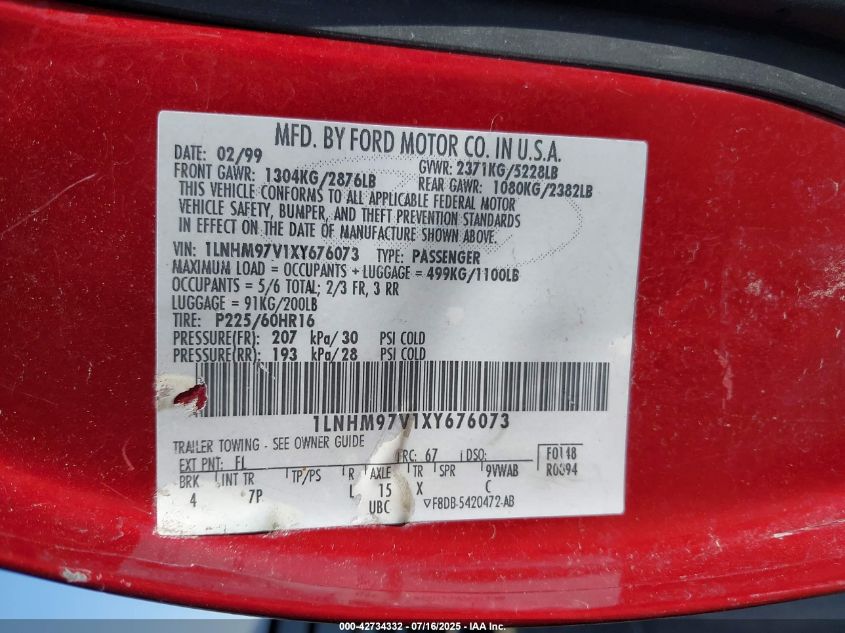 MFD. BY FORD MOTOR CO. IN U.S.A.
DATE: 02/99 GVWR: 2371KG/5228LB
FRONT GAWR: 1304KG/2876LB REAR GAWR: 1080KG/2382LB
THIS VEHICLE CONFORMS TO ALL APPLICABLE FEDERAL MOTOR
VEHICLE SAFETY, BUMPER, AND THEFT PREVENTION STANDARDS
IN EFFECT ON THE DATE OF MANUFACTURE SHOWN ABOVE.
VIN: 1LNHM97V1XY676073 TYPE: PASSENGER
MAXIMUM LOAD = OCCUPANTS + LUGGAGE = 499KG/1100LB
OCCUPANTS = 5/6 TOTAL; 2/3 FR, 3 RR
LUGGAGE = 91KG/200LB
TIRE: P225/60HR16
PRESSURE(FR): 207 kPa/30 PSI COLD
PRESSURE(RR): 193 kPa/28 PSI COLD
1LNHM97V1XY676073
TRAILER TOWING - SEE OWNER GUIDE
EXT PNT: FL RC: 67 DSO: F0148
R0094
BRK INT TR TP/PS R AXLE TR SPR 9VWAB
4 7P L 15 X C
UBC ▽F8DB-5420472-AB
000-42734332 - 07/16/2025 - IAA Inc.